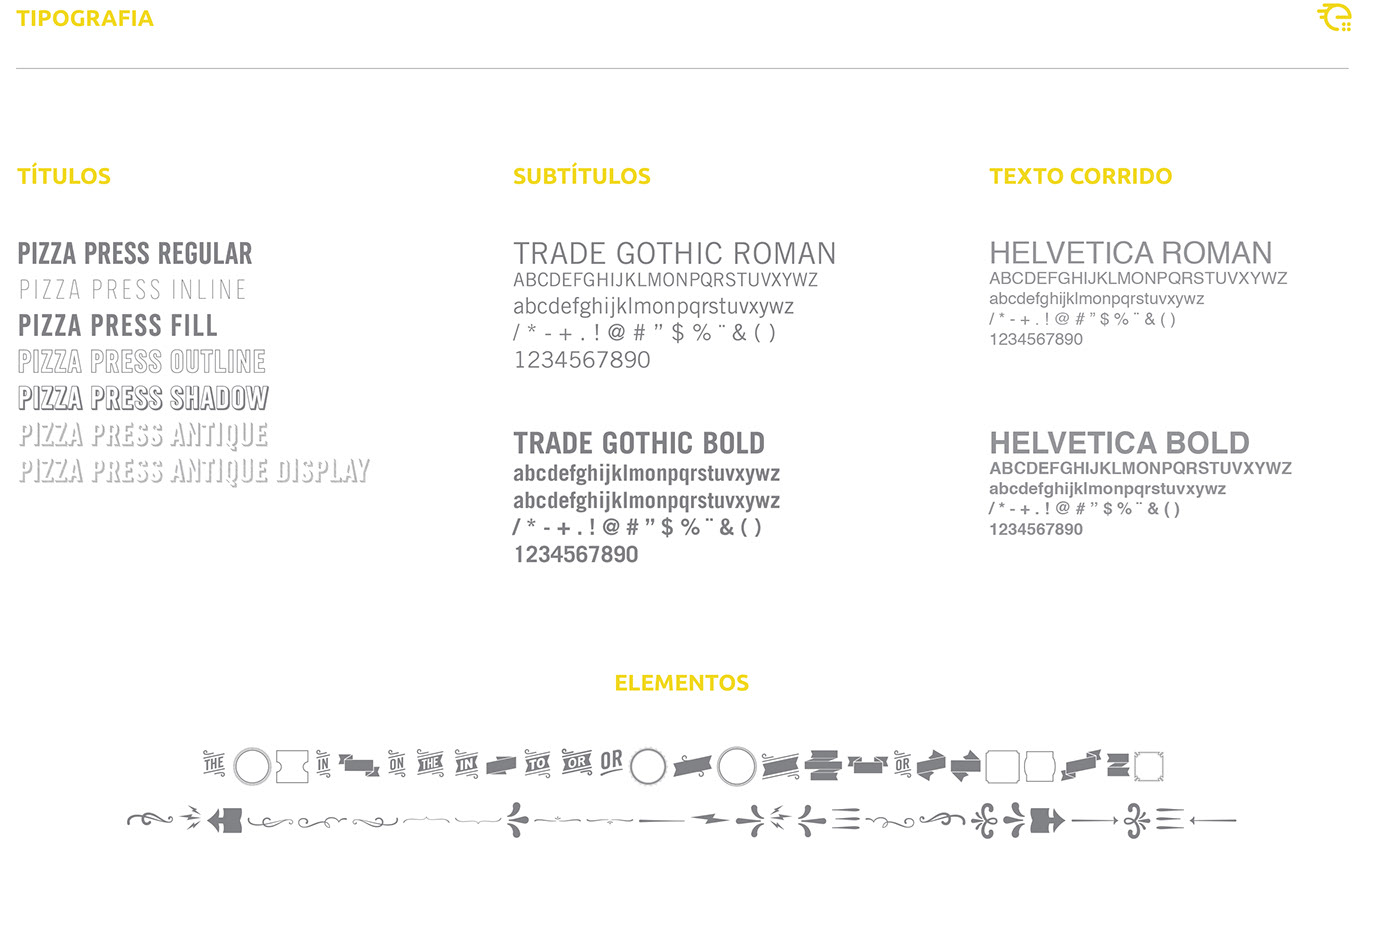 TIPOGRAFIA
TÍTULOS
PIZZA PRESS REGULAR
PIZZA PRESS INLINE
PIZZA PRESS FILL
PIZZA PRESS OUTLINE
PIZZA PRESS SHADOW
PIZZA PRESS ANTIQUE
PIZZA PRESS ANTIQUE DISPLAY
SUBTÍTULOS
TRADE GOTHIC ROMAN
ABCDEFGHIJKLMONPQRSTUVXYWZ
abcdefghijklmonpqrstuvxywz
/ * - + . ! @ # ” $ % ¨ & ( )
1234567890
TRADE GOTHIC BOLD
abcdefghijklmonpqrstuvxywz
abcdefghijklmonpqrstuvxywz
/ * - + . ! @ # ” $ % ¨ & ( )
1234567890
TEXTO CORRIDO
HELVETICA ROMAN
ABCDEFGHIJKLMONPQRSTUVXYWZ
abcdefghijklmonpqrstuvxywz
/ * - + . ! @ # ” $ % ¨ & ( )
1234567890
HELVETICA BOLD
ABCDEFGHIJKLMONPQRSTUVXYWZ
abcdefghijklmonpqrstuvxywz
/ * - + . ! @ # ” $ % ¨ & ( )
1234567890
ELEMENTOS
THE IN ON THE IN TO OR OR OR